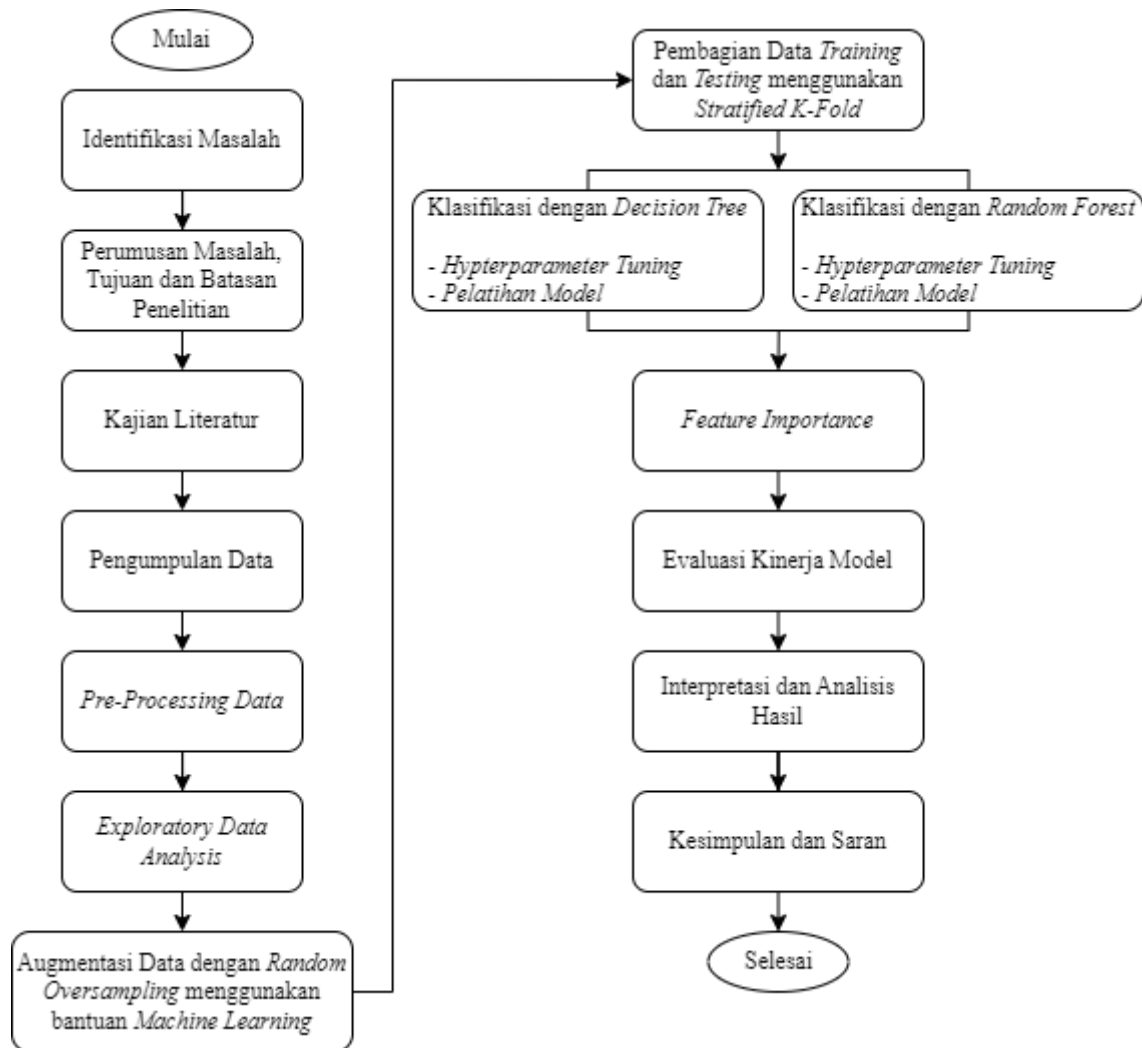 Mulai
Identifikasi Masalah
Perumusan Masalah,
Tujuan dan Batasan
Penelitian
Kajian Literatur
Pengumpulan Data
Pre-Processing Data
Exploratory Data
Analysis
Augmentasi Data dengan Random
Oversampling menggunakan
bantuan Machine Learning
Pembagian Data Training
dan Testing menggunakan
Stratified K-Fold
Klasifikasi dengan Decision Tree
- Hypterparameter Tuning
- Pelatihan Model
Klasifikasi dengan Random Forest
- Hypterparameter Tuning
- Pelatihan Model
Feature Importance
Evaluasi Kinerja Model
Interpretasi dan Analisis
Hasil
Kesimpulan dan Saran
Selesai